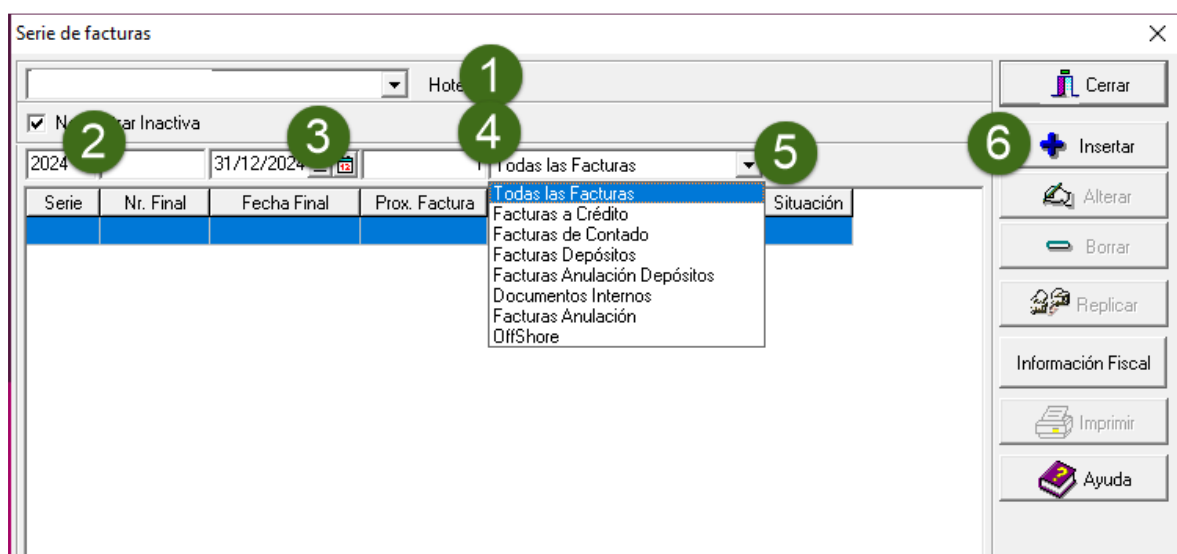 Serie de facturas
1
Cerrar
2
3
4
5
6
Inactiva
Insertar
2024
31/12/2024
Todas las Facturas
Serie
Nr. Final
Fecha Final
Prox. Factura
Situación
Todas las Facturas
Facturas a Crédito
Facturas de Contado
Facturas Depósitos
Facturas Anulación Depósitos
Documentos Internos
Facturas Anulación
OffShore
Alterar
Borrar
Replicar
Información Fiscal
Imprimir
Ayuda